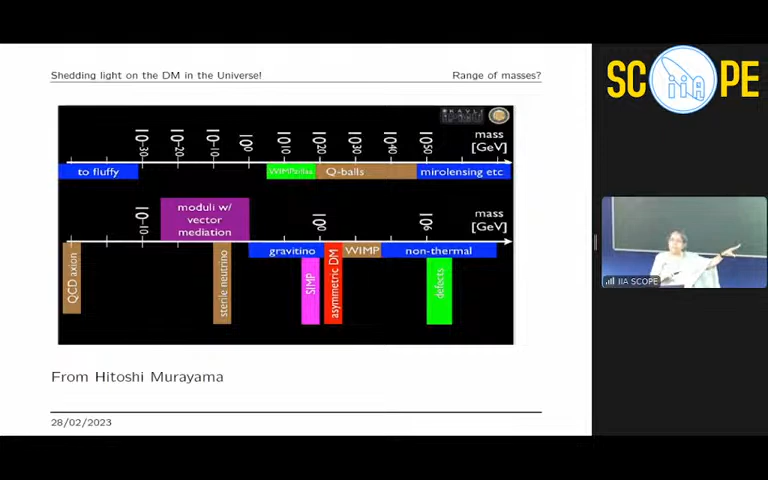 Shedding light on the DM in the Universe!
Range of masses?
SCOPE
iiA
mass
[GeV]
to fluffy
WIMPzillas
Q-balls
mirolensing etc
moduli w/
vector
mediation
mass
[GeV]
gravitino
WIMP
non-thermal
QCD axion
sterile neutrino
SIMP
asymmetric DM
defects
IIA SCOPE
From Hitoshi Murayama
28/02/2023